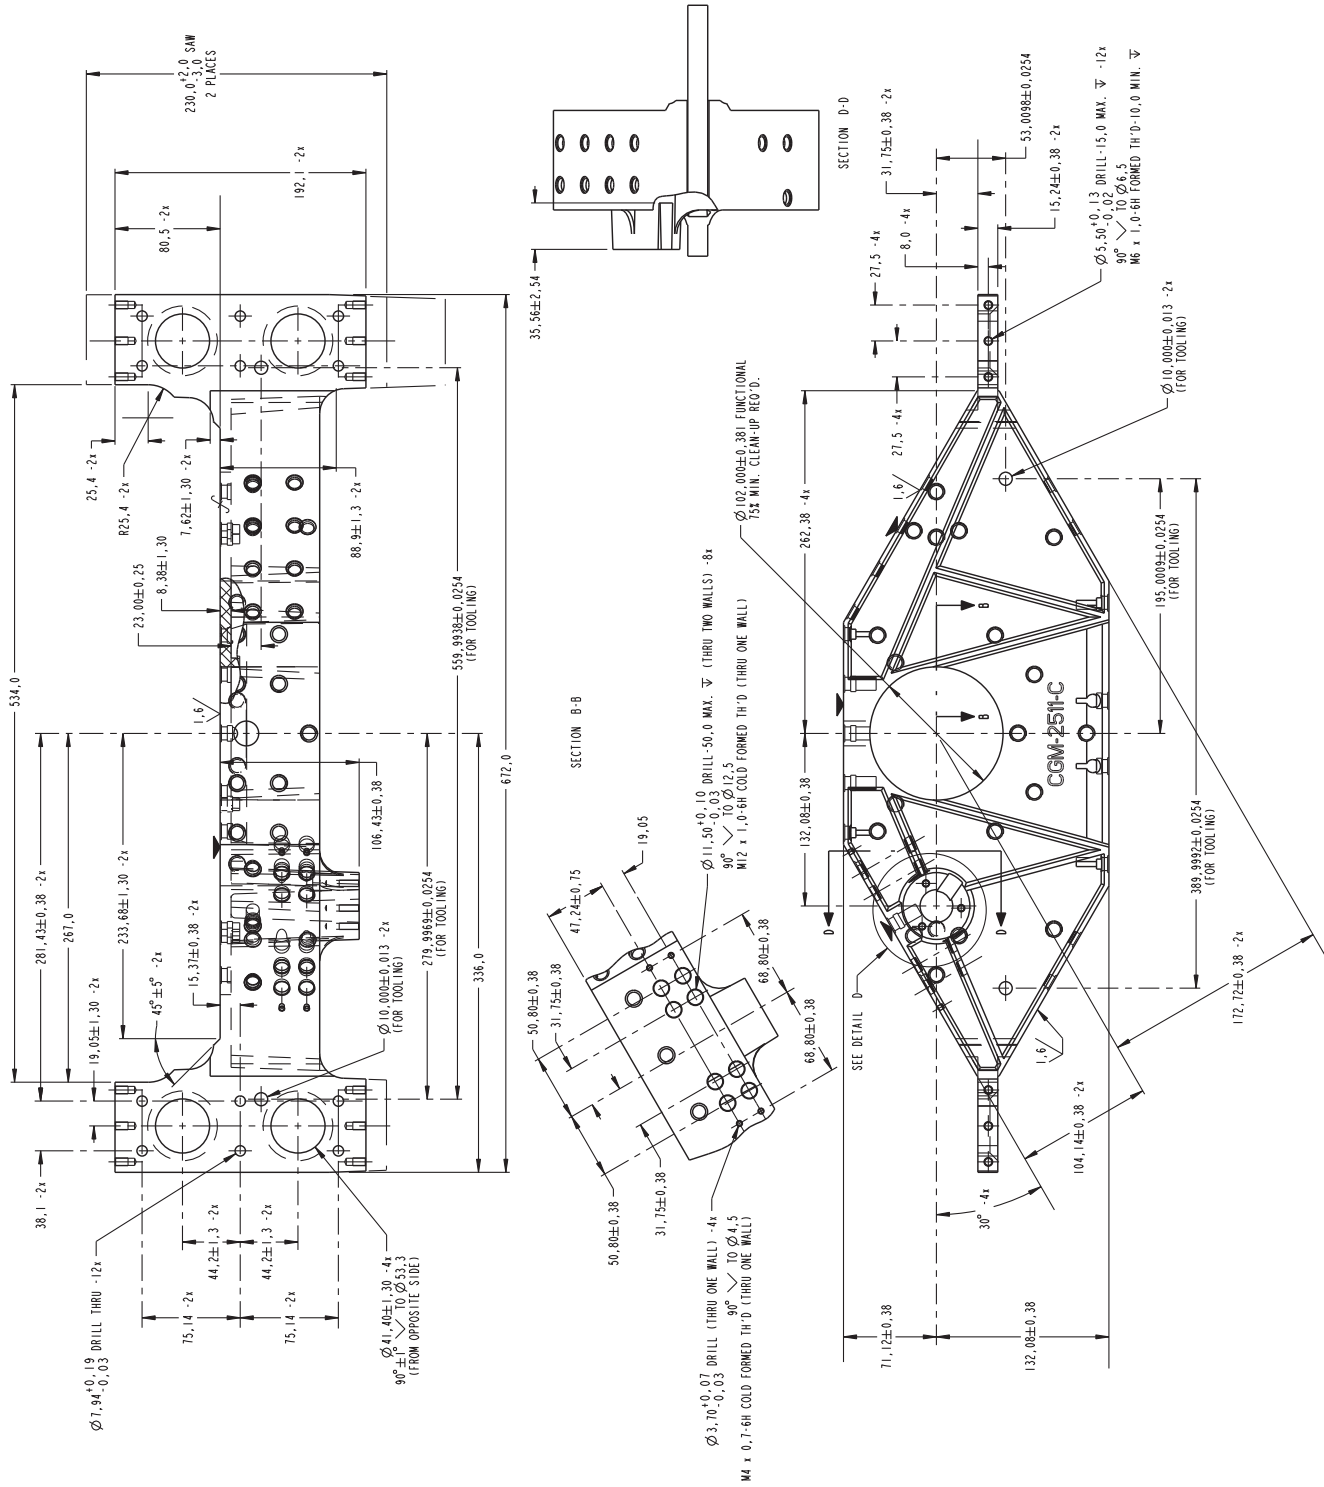 230,0+2,0 SAW
-3,0
2 PLACES
192,1 -2x
80,5 -2x
25,4 -2x
R25,4 -2x
7,62±1,30 -2x
88,9±1,3 -2x
8,38±1,30
23,00±0,25
534,0
1,6
559,9938±0,0254
(FOR TOOLING)
672,0
106,43±0,38
281,43±0,38 -2x
267,0
233,68±1,30 -2x
15,37±0,38 -2x
45°±5° -2x
19,05±1,30 -2x
38,1 -2x
Ø10,000±0,013 -2x
(FOR TOOLING)
279,9969±0,0254
(FOR TOOLING)
336,0
44,2±1,3 -2x
44,2±1,3 -2x
75,14 -2x
75,14 -2x
Ø7,94+0,19 DRILL THRU -12x
-0,03
Ø41,40±1,30 -4x
90°±1° TO Ø53,3
(FROM OPPOSITE SIDE)
35,56±2,54
SECTION D-D
SECTION B-B
47,24±0,75
19,05
50,80±0,38
31,75±0,38
68,80±0,38
68,80±0,38
50,80±0,38
31,75±0,38
Ø11,50+0,10 DRILL-50,0 MAX. ↧ (THRU TWO WALLS) -8x
-0,03
90° TO Ø12,5
M12 x 1,0-6H COLD FORMED TH'D (THRU ONE WALL)
Ø3,70+0,07 DRILL (THRU ONE WALL) -4x
-0,03
90° TO Ø4,5
M4 x 0,7-6H COLD FORMED TH'D (THRU ONE WALL)
Ø102,000±0,381 FUNCTIONAL
75% MIN. CLEAN-UP REQ'D.
31,75±0,38 -2x
53,0098±0,0254
15,24±0,38 -2x
8,0 -4x
27,5 -4x
27,5 -4x
Ø5,50+0,13 DRILL-15,0 MAX. ↧ -12x
-0,02
90° TO Ø6,5
M6 x 1,0-6H FORMED TH'D-10,0 MIN. ↧
Ø10,000±0,013 -2x
(FOR TOOLING)
262,38 -4x
1,6
B
B
CGM-2511-C
132,08±0,38
195,0009±0,0254
(FOR TOOLING)
389,9992±0,0254
(FOR TOOLING)
D
D
SEE DETAIL D
1,6
172,72±0,38 -2x
104,14±0,38 -2x
30° -4x
71,12±0,38
132,08±0,38